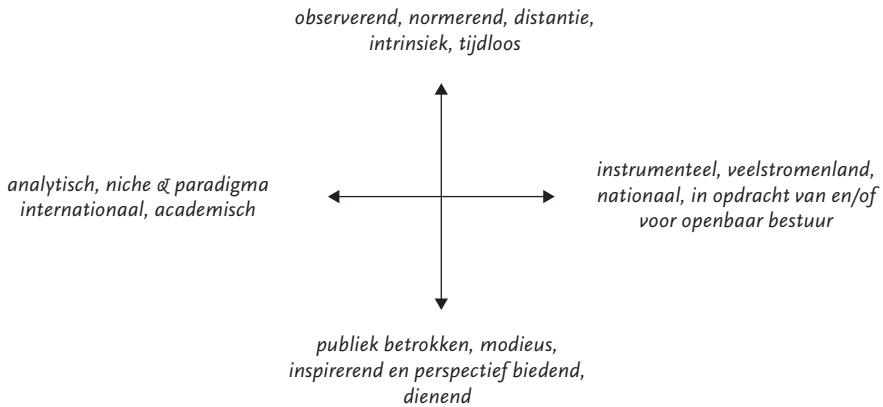 observerend, normerend, distantie,
intrinsiek, tijdloos
analytisch, niche & paradigma
internationaal, academisch
instrumenteel, veelstromenland,
nationaal, in opdracht van en/of
voor openbaar bestuur
publiek betrokken, modieus,
inspirerend en perspectief biedend,
dienend